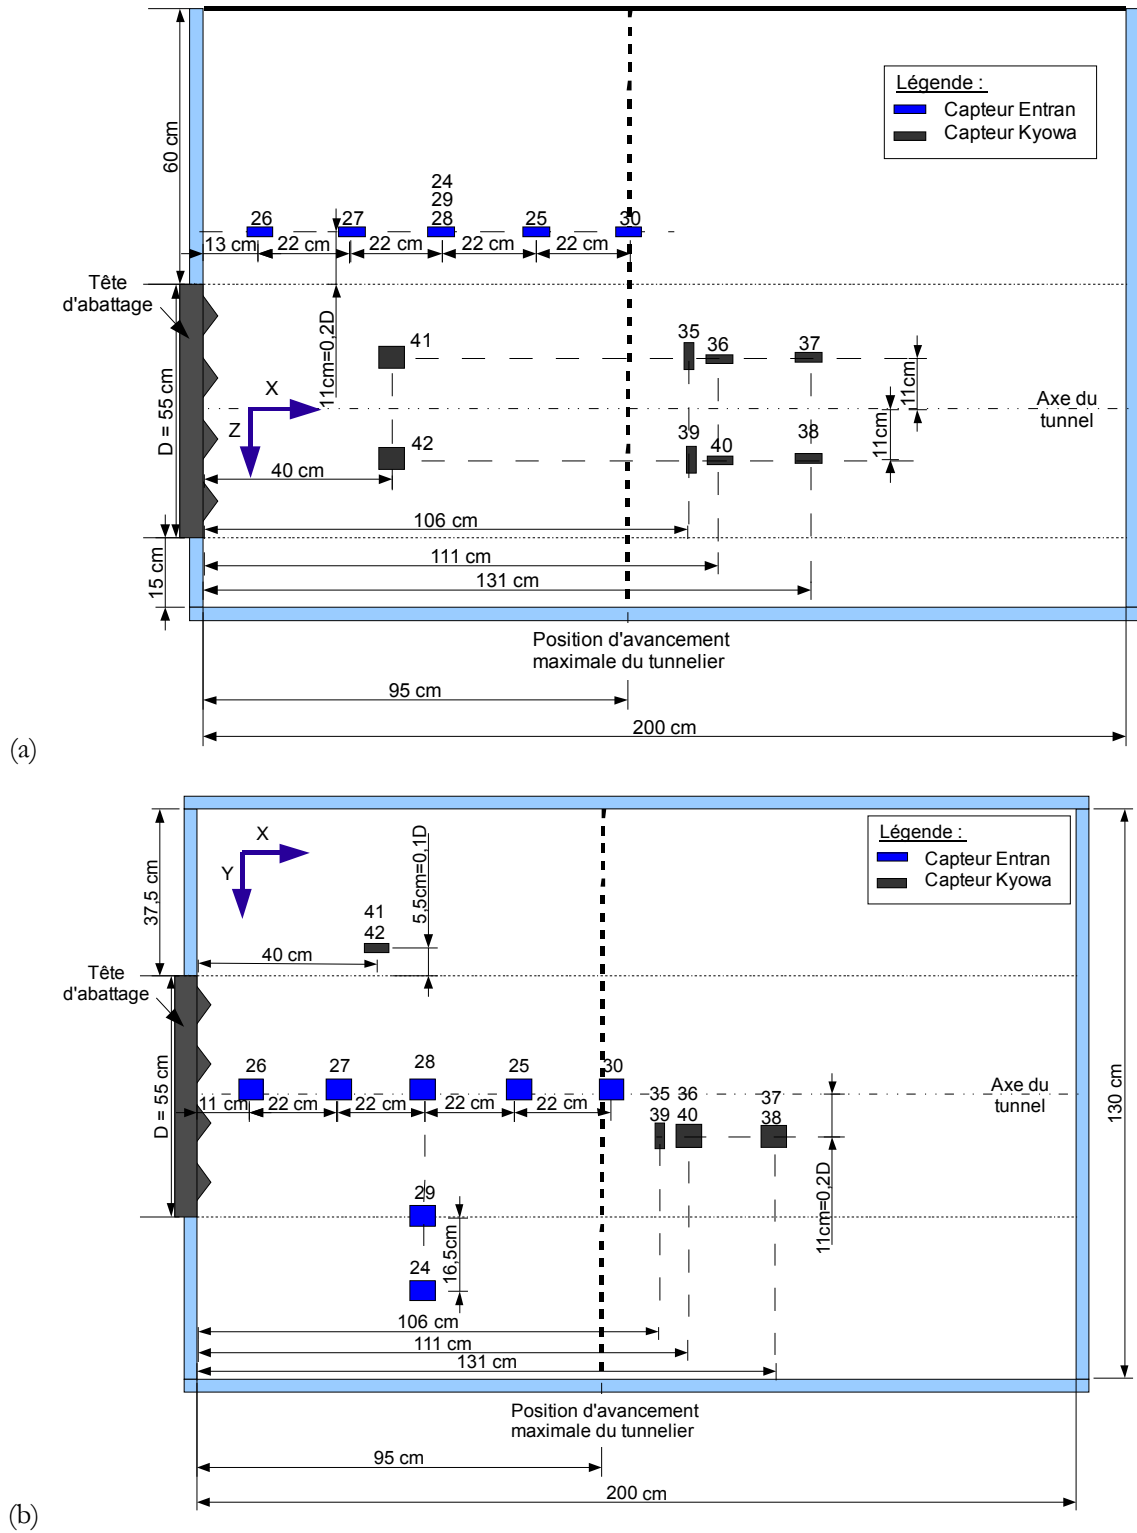 Légende :
Capteur Entran
Capteur Kyowa
60 cm
24
29
26
27
28
25
30
13 cm
22 cm
22 cm
22 cm
22 cm
Tête
d'abattage
11cm=0,2D
41
35
36
37
11cm
X
Z
D = 55 cm
Axe du
tunnel
42
39
40
38
11cm
40 cm
106 cm
111 cm
131 cm
15 cm
Position d'avancement
maximale du tunnelier
95 cm
200 cm
(a)
Légende :
Capteur Entran
Capteur Kyowa
X
Y
37,5 cm
41
42
5,5cm=0,1D
40 cm
Tête
d'abattage
26
27
28
25
30
D = 55 cm
11 cm
22 cm
22 cm
22 cm
22 cm
35
36
37
39
40
38
Axe du
tunnel
130 cm
11cm=0,2D
29
16,5cm
24
106 cm
111 cm
131 cm
Position d'avancement
maximale du tunnelier
95 cm
200 cm
(b)